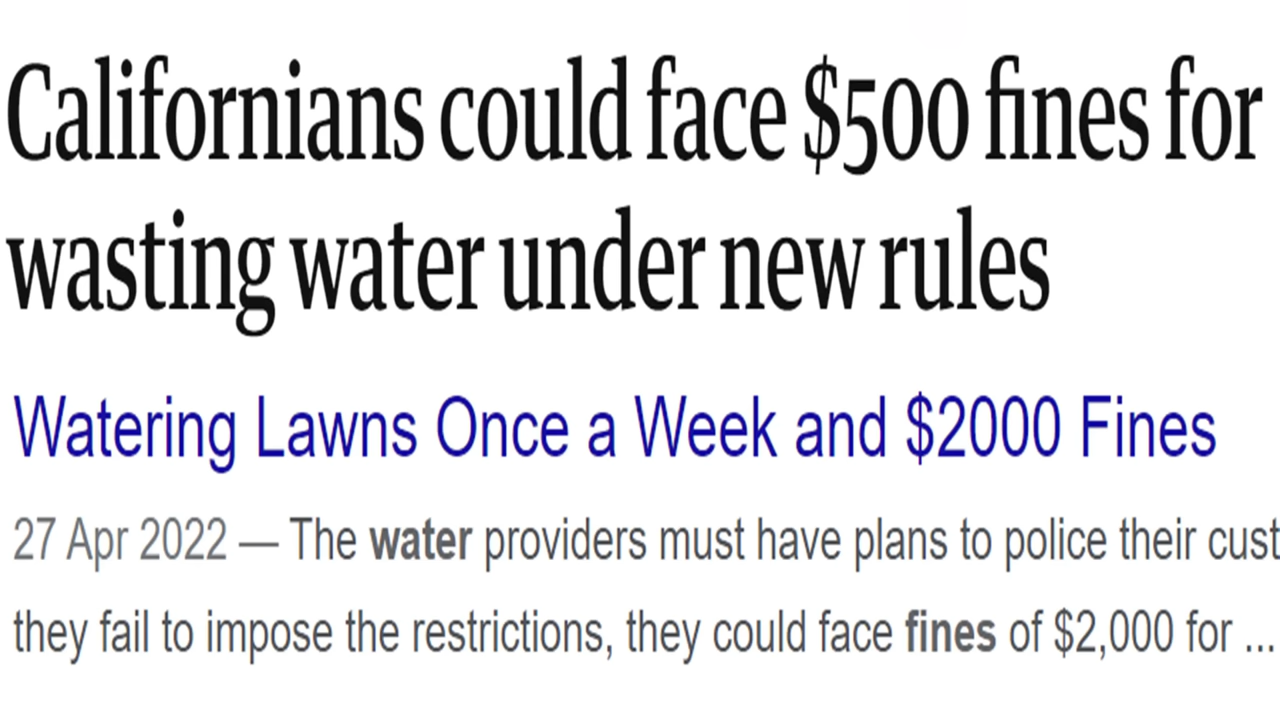 Californians could face $500 fines for
wasting water under new rules
Watering Lawns Once a Week and $2000 Fines
27 Apr 2022 — The water providers must have plans to police their cust
they fail to impose the restrictions, they could face fines of $2,000 for ...